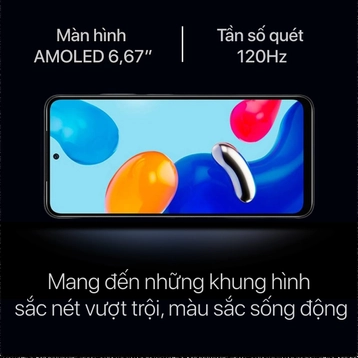 Màn hình
AMOLED 6,67”
Tần số quét
120Hz
Mang đến những khung hình
sắc nét vượt trội, màu sắc sống động